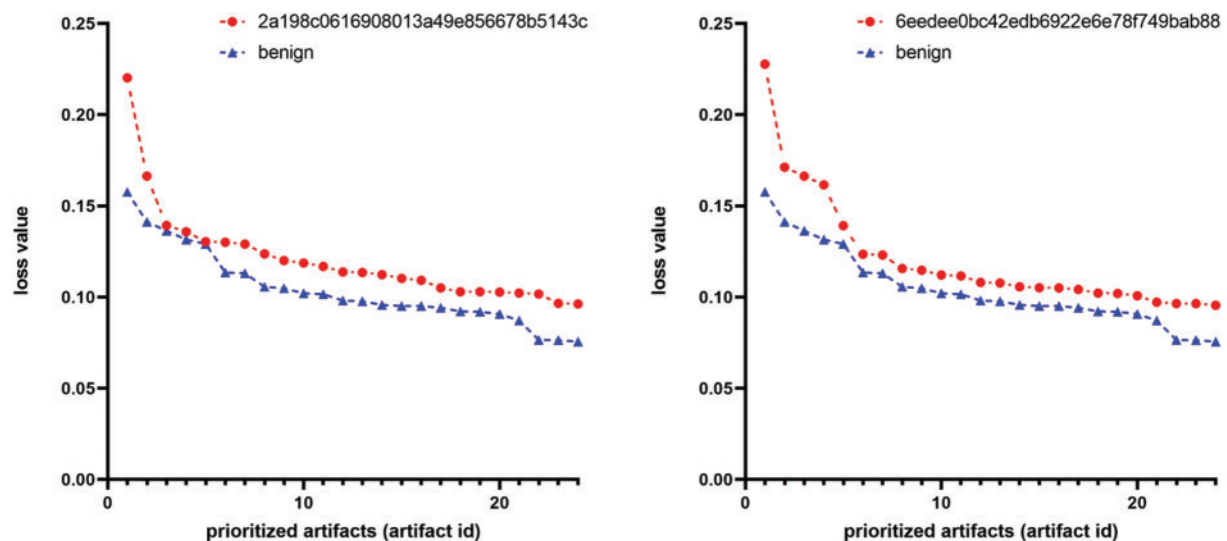 2a198c0616908013a49e856678b5143c
benign
0.25
0.20
0.15
0.10
0.05
0.00
loss value
0
10
20
prioritized artifacts (artifact id)
6eedee0bc42edb6922e6e78f749bab88
benign
0.25
0.20
0.15
0.10
0.05
0.00
loss value
0
10
20
prioritized artifacts (artifact id)